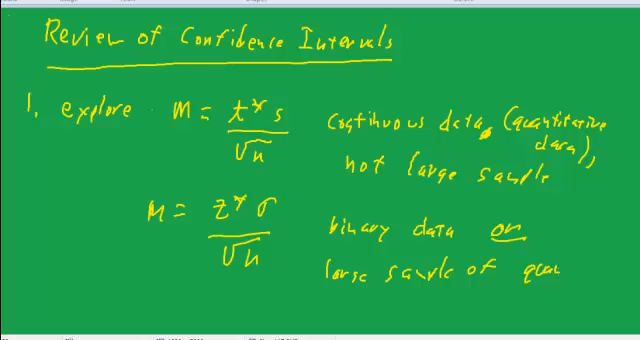 Review of Confidence Intervals
1. explore M = t* s / √n continuous data, (quantitative data),
not large sample
M = z* σ / √n binary data or
large sample of quan